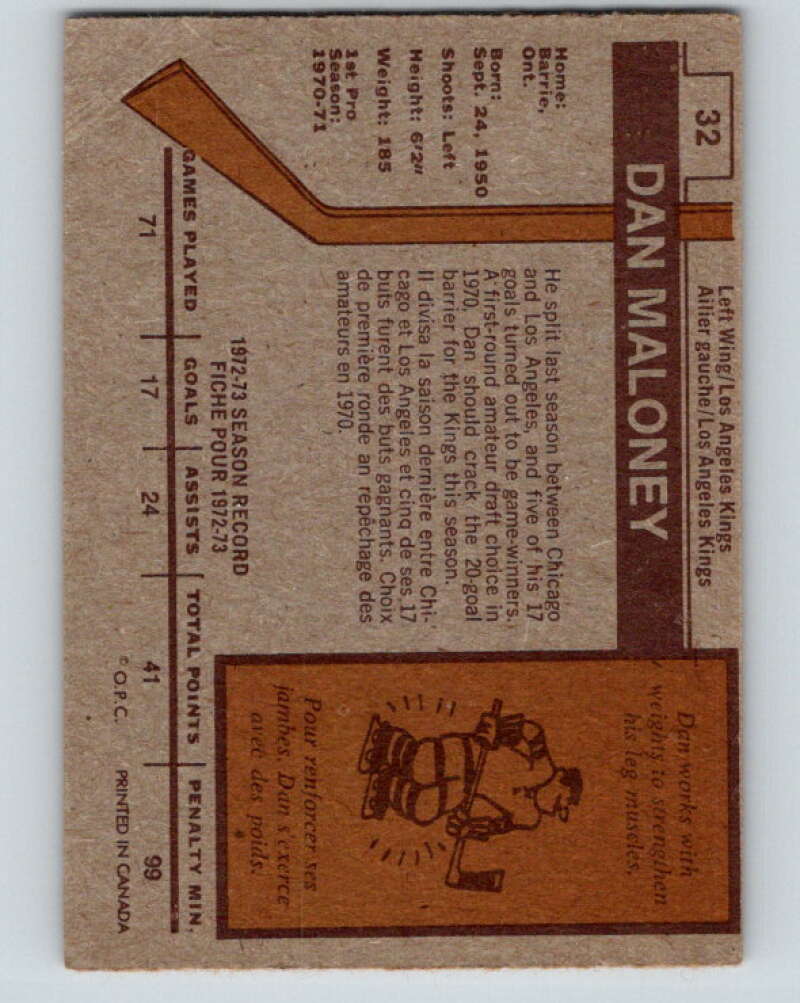 32
Left Wing/Los Angeles Kings
Ailier gauche/Los Angeles Kings
DAN MALONEY
Home:
Barrie,
Ont.
Born:
Sept. 24, 1950
Shoots: Left
Height: 6'2"
Weight: 185
1st Pro
Season:
1970-71
He split last season between Chicago
and Los Angeles, and five of his 17
goals turned out to be game-winners.
A first-round amateur draft choice in
1970, Dan should crack the 20-goal
barrier for the Kings this season.
Il divisa la saison dernière entre Chi-
cago et Los Angeles et cinq de ses 17
buts furent des buts gagnants. Choix
de première ronde an repêchage des
amateurs en 1970.
Dan works with
weights to strengthen
his leg muscles.
Pour renforcer ses
jambes, Dan s'exerce
avec des poids.
1972-73 SEASON RECORD
FICHE POUR 1972-73
GAMES PLAYED GOALS ASSISTS TOTAL POINTS PENALTY MIN.
71 17 24 41 99
© O.P.C. PRINTED IN CANADA